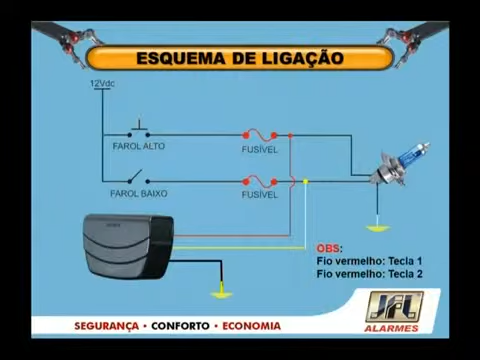 ESQUEMA DE LIGAÇÃO
12Vdc
FAROL ALTO
FUSÍVEL
FAROL BAIXO
FUSÍVEL
OBS:
Fio vermelho: Tecla 1
Fio vermelho: Tecla 2
JFL
ALARMES
SEGURANÇA • CONFORTO • ECONOMIA